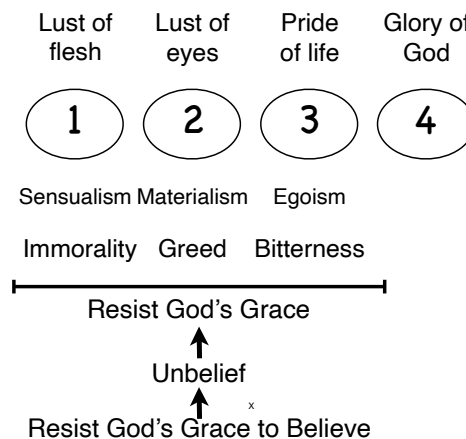 Lust of Lust of Pride Glory of
flesh eyes of life God
1 2 3 4
Sensualism Materialism Egoism
Immorality Greed Bitterness
Resist God's Grace
Unbelief
x
Resist God's Grace to Believe